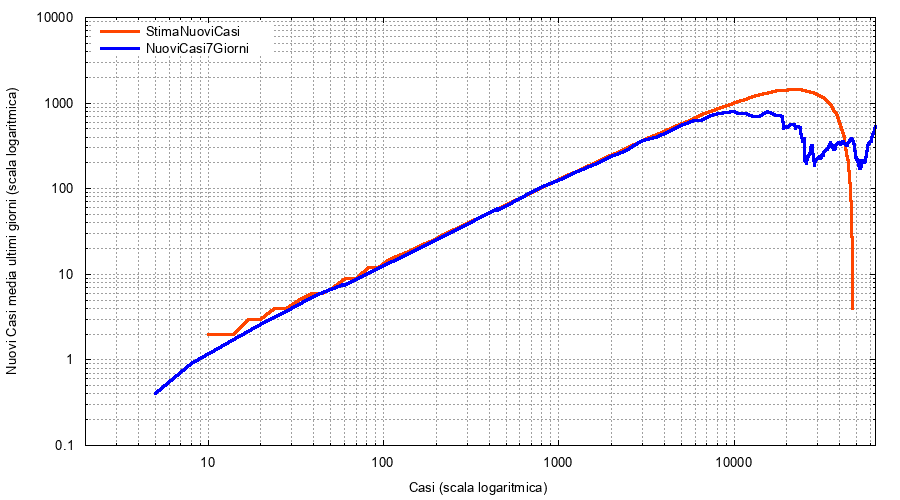 10000
StimaNuoviCasi
NuoviCasi7Giorni
1000
100
10
1
0.1
Nuovi Casi media ultimi giorni (scala logaritmica)
10
100
1000
10000
Casi (scala logaritmica)